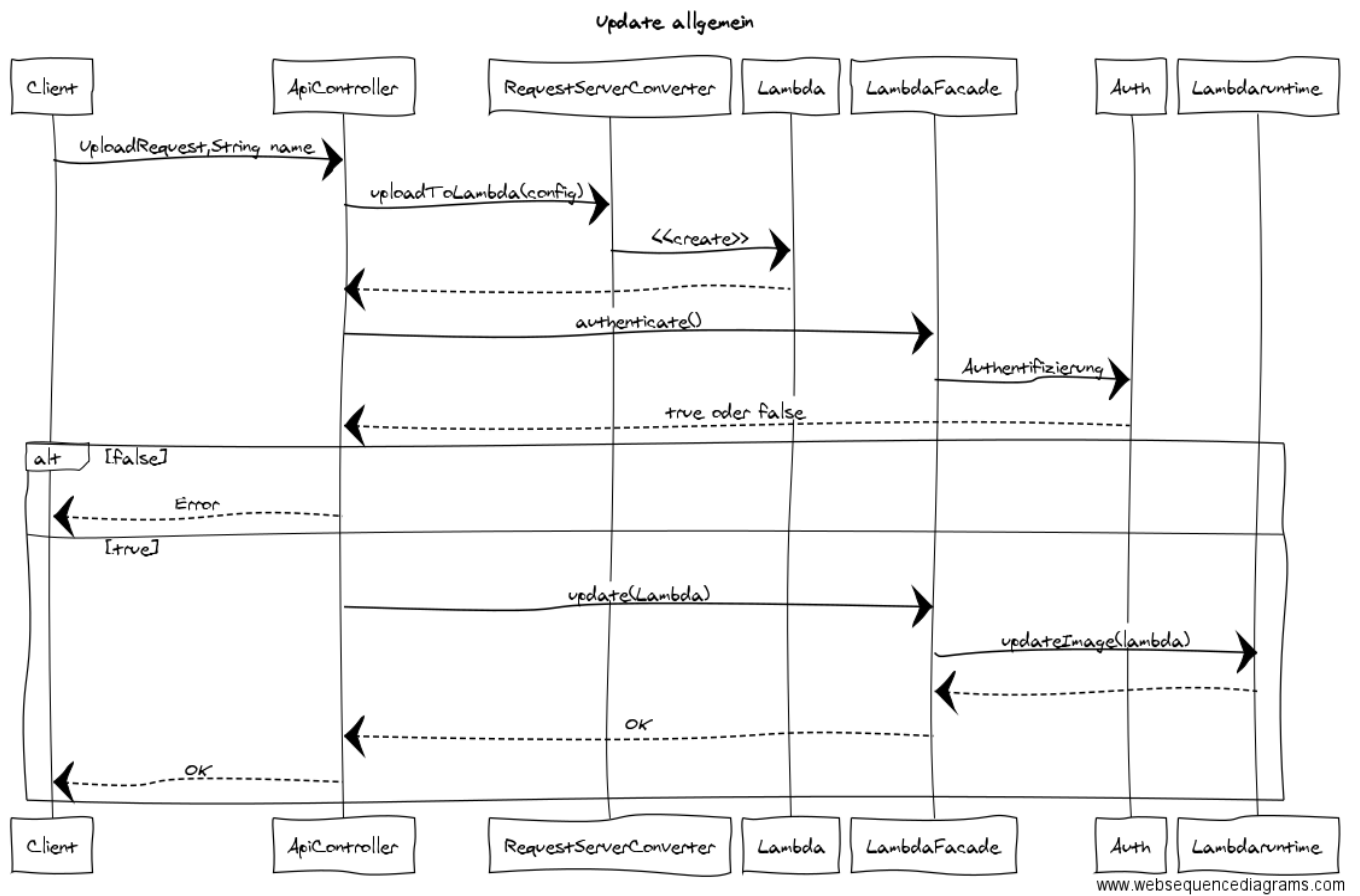 Update allgemein
Client
ApiController
RequestServerConverter
Lambda
LambdaFacade
Auth
Lambdaruntime
UploadRequest,String name
uploadToLambda(config)
<<create>>
authenticate()
Authentifizierung
true oder false
alt [false]
Error
[true]
update(Lambda)
updateImage(lambda)
OK
OK
Client
ApiController
RequestServerConverter
Lambda
LambdaFacade
Auth
Lambdaruntime
www.websequencediagrams.com